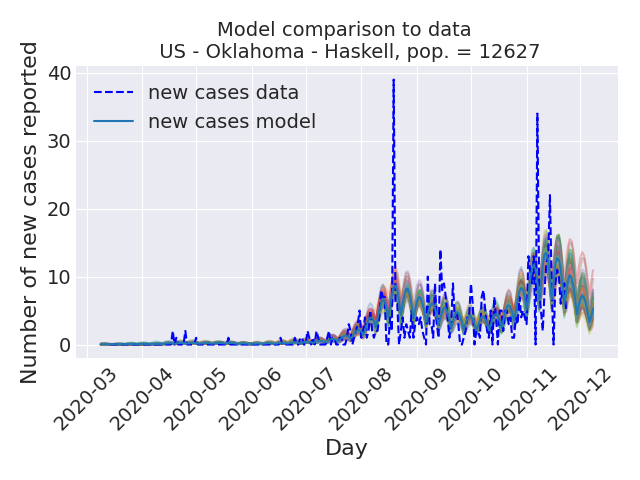 Model comparison to data
US - Oklahoma - Haskell, pop. = 12627
Number of new cases reported
40
30
20
10
0
new cases data
new cases model
2020-03
2020-04
2020-05
2020-06
2020-07
2020-08
2020-09
2020-10
2020-11
2020-12
Day